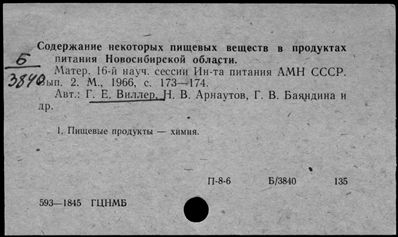 Содержание некоторых пищевых веществ в продуктах
питания Новосибирской области.
Б
3840
Матер. 16-й науч. сессии Ин-та питания АМН СССР.
Вып. 2. М., 1966, с. 173—174.
Авт.: Г. Е. Виллер, Н. В. Арнаутов, Г. В. Баяндина и
др.
1. Пищевые продукты — химия.
П-8-6 Б/3840 135
593—1845 ГЦНМБ